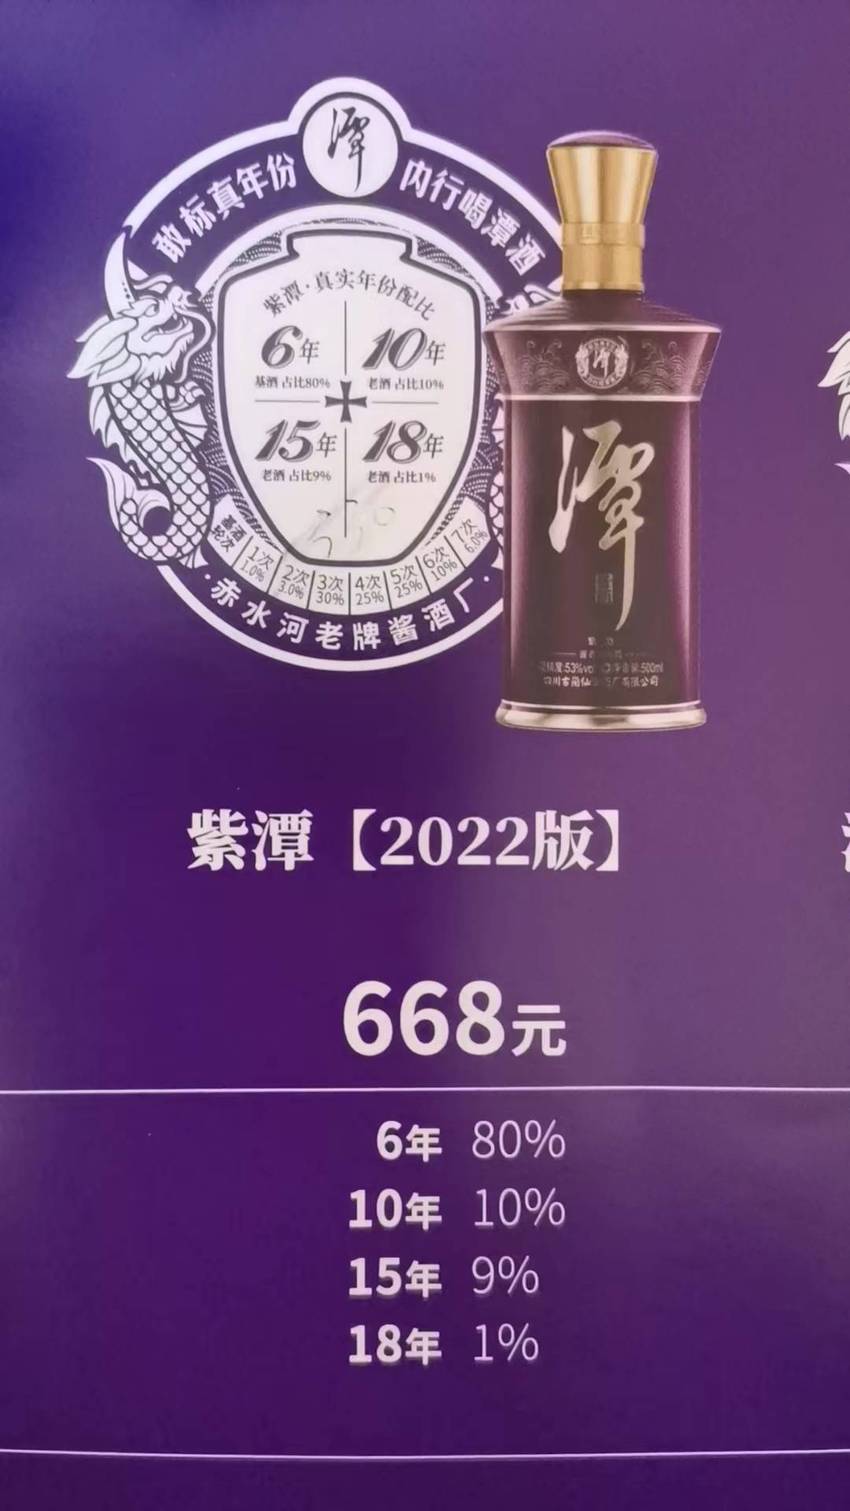 潭
敢标真年份 内行喝潭酒
紫潭·真实年份配比
6年 10年
基酒 占比80% 老酒 占比10%
15年 18年
老酒 占比9% 老酒 占比1%
基酒轮次 1次 1.0% 2次 3.0% 3次 30% 4次 25% 5次 25% 6次 10% 7次 6.0%
·赤水河老牌酱酒厂·
潭
潭
紫潭【2022版】
668元
6年 80%
10年 10%
15年 9%
18年 1%